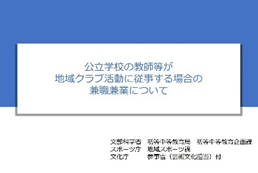 公立学校の教師等が
地域クラブ活動に従事する場合の
兼職兼業について
文部科学省 初等中等教育局 初等中等教育企画課
スポーツ庁 地域スポーツ課
文化庁 参事官（芸術文化担当）付